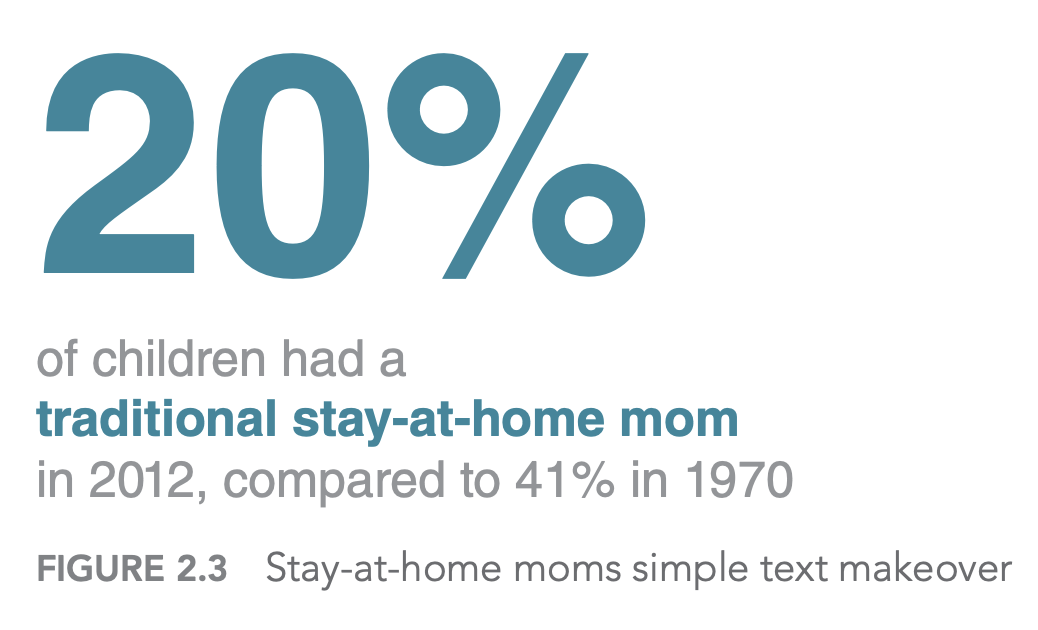 20%
of children had a
traditional stay-at-home mom
in 2012, compared to 41% in 1970
FIGURE 2.3 Stay-at-home moms simple text makeover